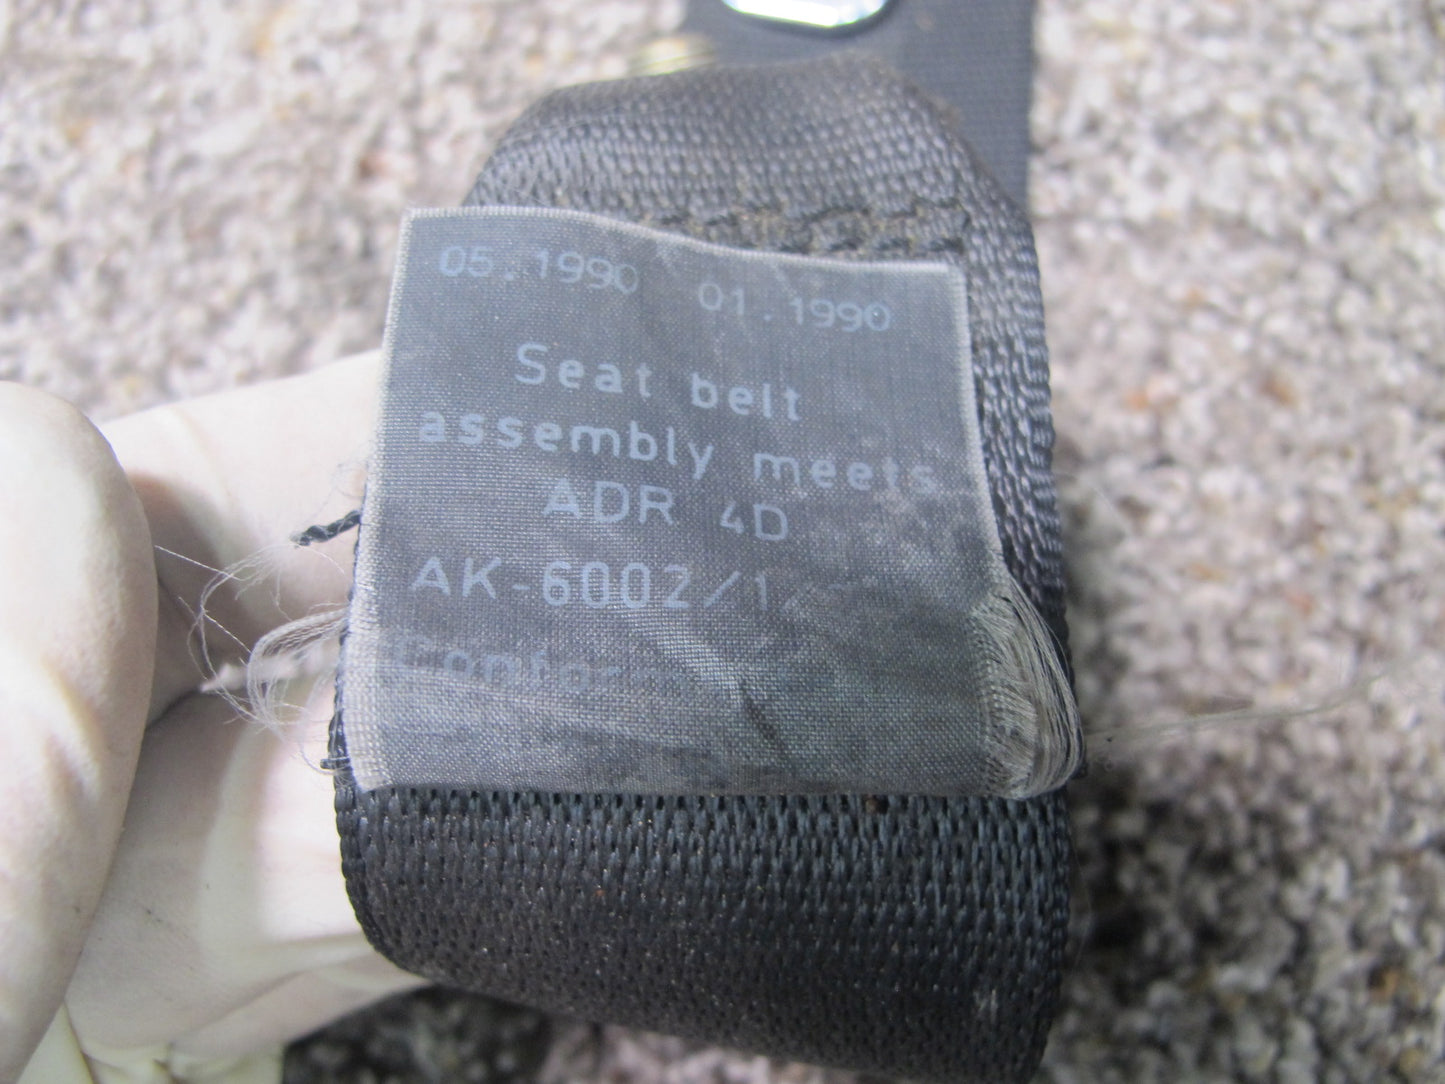 05.1990 01.1990
Seat belt
assembly meets
ADR 4D
AK-6002/1